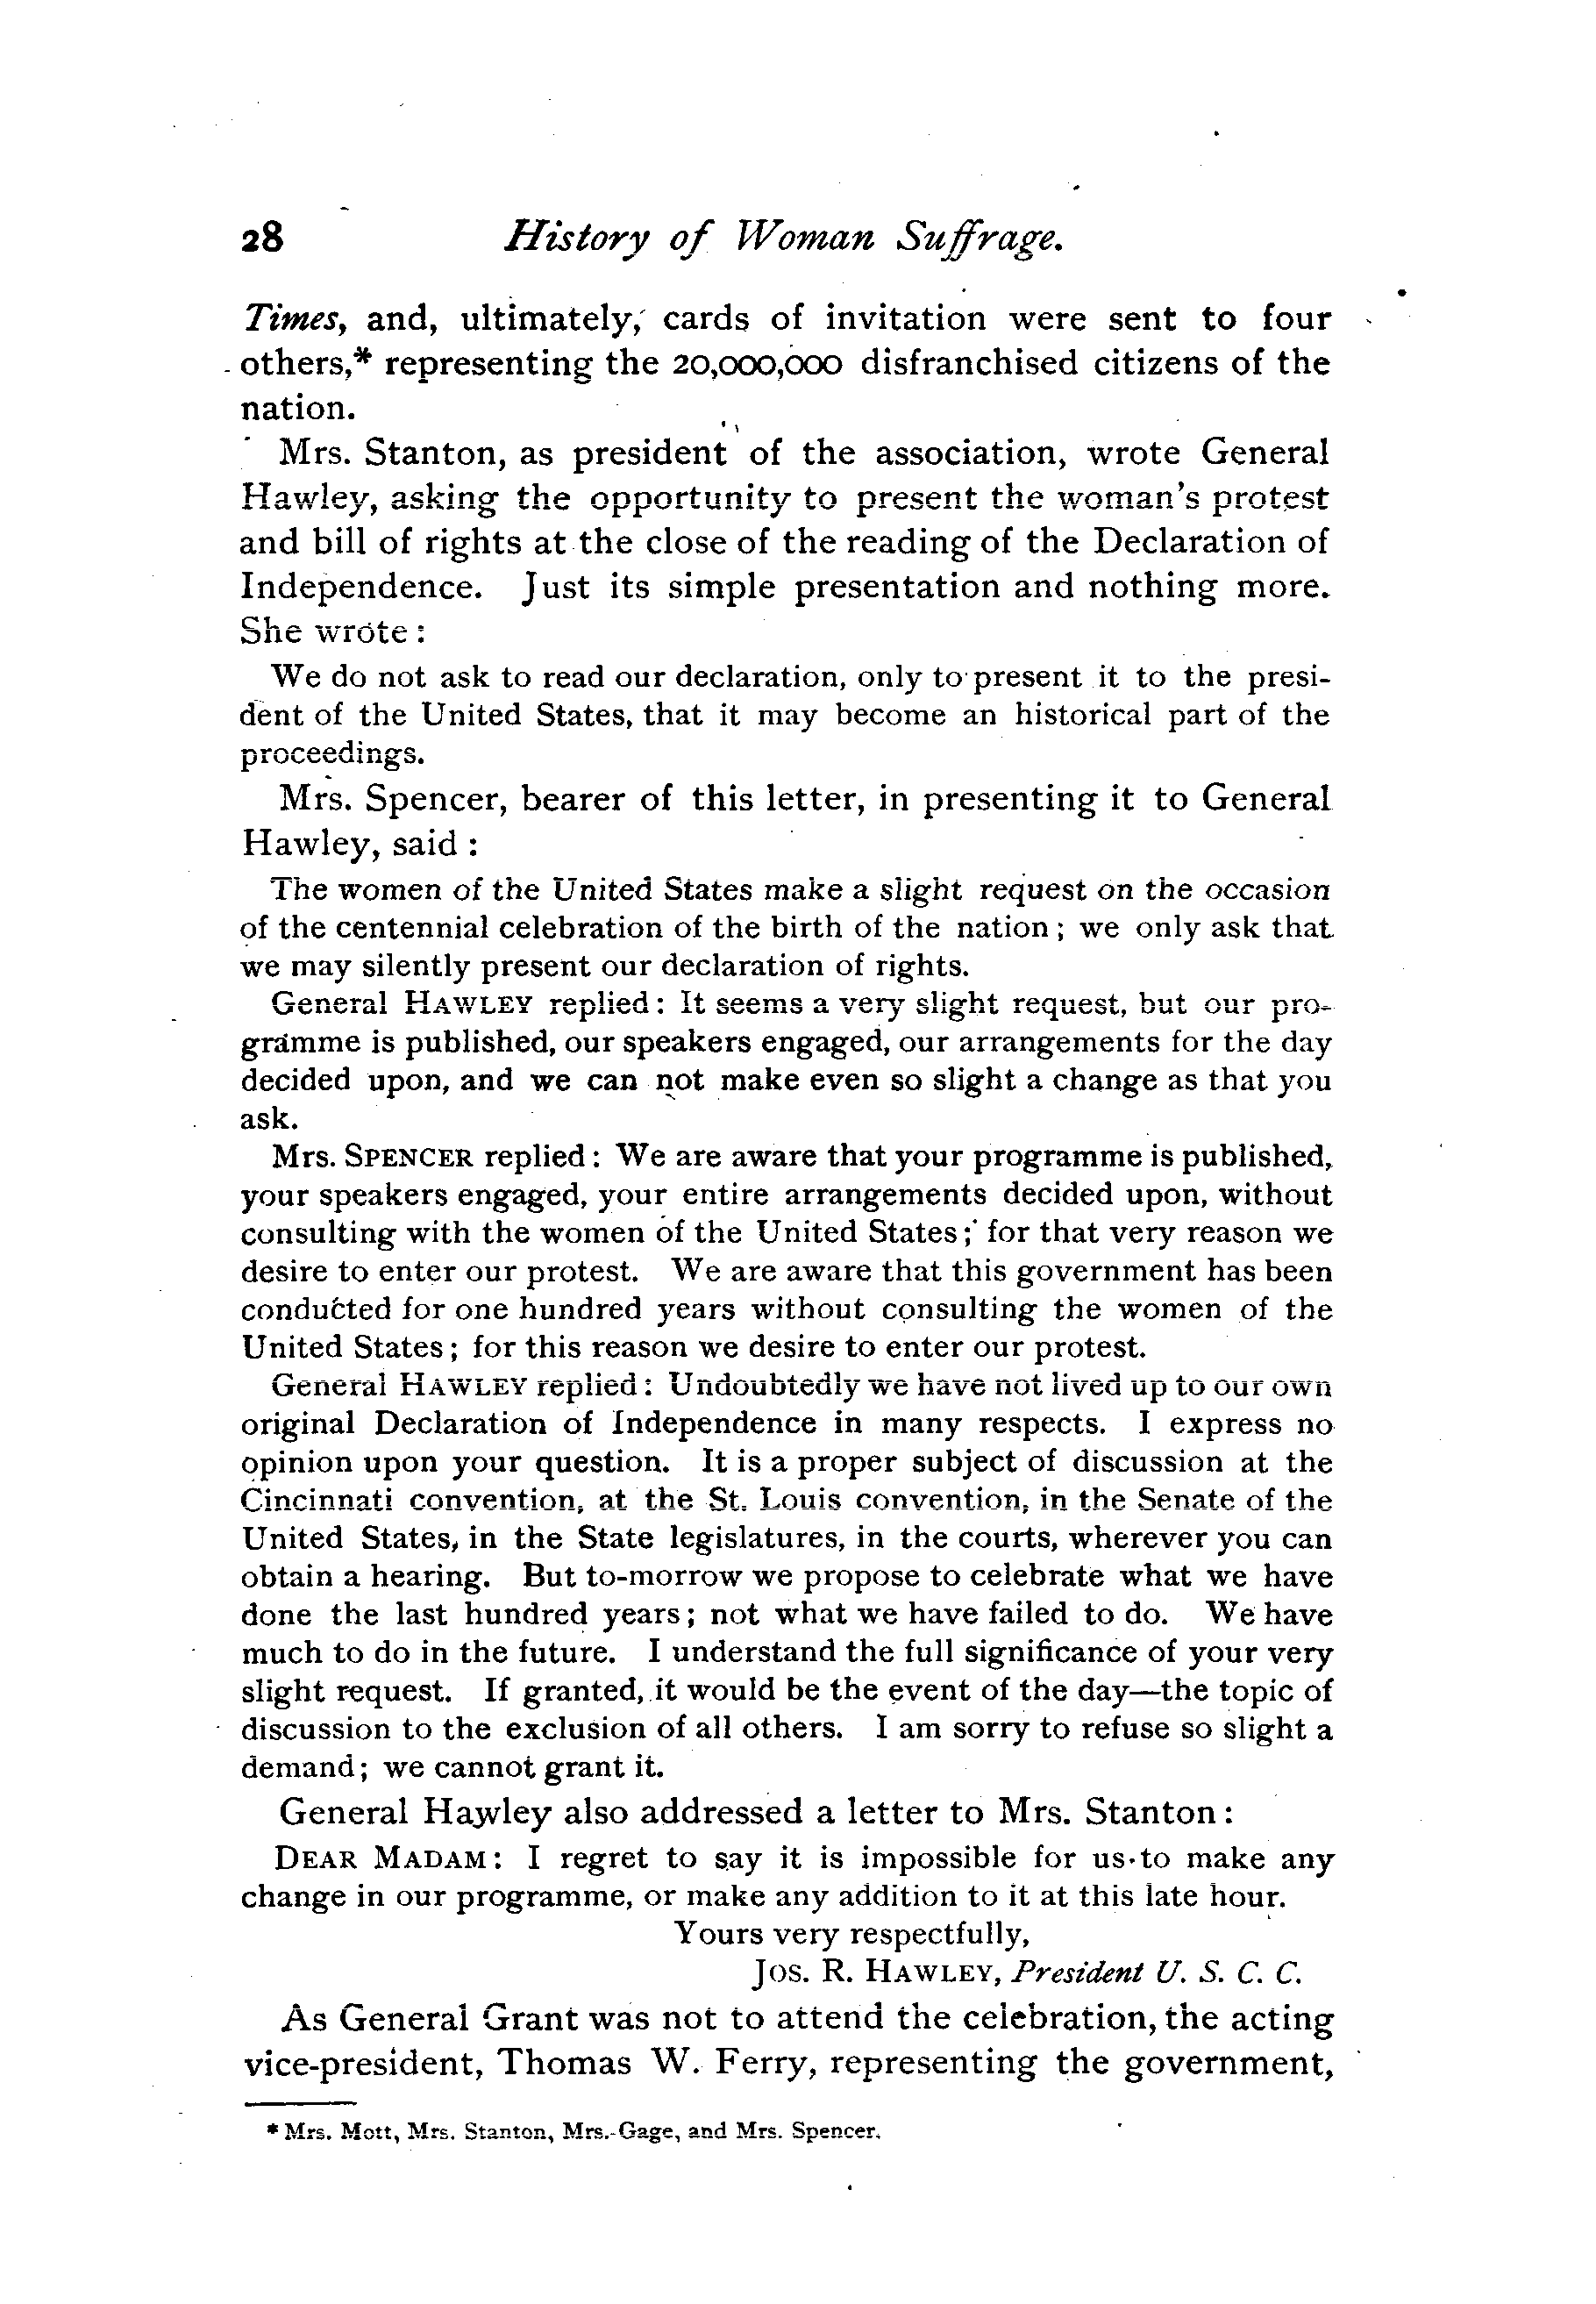 28 History of Woman Suffrage.
Times, and, ultimately, cards of invitation were sent to four
others,* representing the 20,000,000 disfranchised citizens of the
nation.
Mrs. Stanton, as president of the association, wrote General
Hawley, asking the opportunity to present the woman's protest
and bill of rights at the close of the reading of the Declaration of
Independence. Just its simple presentation and nothing more.
She wrote :
We do not ask to read our declaration, only to present it to the presi-
dent of the United States, that it may become an historical part of the
proceedings.
Mrs. Spencer, bearer of this letter, in presenting it to General
Hawley, said :
The women of the United States make a slight request on the occasion
of the centennial celebration of the birth of the nation ; we only ask that
we may silently present our declaration of rights.
General HAWLEY replied : It seems a very slight request, but our pro-
gramme is published, our speakers engaged, our arrangements for the day
decided upon, and we can not make even so slight a change as that you
ask.
Mrs. SPENCER replied : We are aware that your programme is published,
your speakers engaged, your entire arrangements decided upon, without
consulting with the women of the United States ; for that very reason we
desire to enter our protest. We are aware that this government has been
conducted for one hundred years without consulting the women of the
United States ; for this reason we desire to enter our protest.
General HAWLEY replied : Undoubtedly we have not lived up to our own
original Declaration of Independence in many respects. I express no
opinion upon your question. It is a proper subject of discussion at the
Cincinnati convention, at the St. Louis convention, in the Senate of the
United States, in the State legislatures, in the courts, wherever you can
obtain a hearing. But to-morrow we propose to celebrate what we have
done the last hundred years ; not what we have failed to do. We have
much to do in the future. I understand the full significance of your very
slight request. If granted, it would be the event of the day—the topic of
discussion to the exclusion of all others. I am sorry to refuse so slight a
demand ; we cannot grant it.
General Hawley also addressed a letter to Mrs. Stanton :
DEAR MADAM : I regret to say it is impossible for us to make any
change in our programme, or make any addition to it at this late hour.
Yours very respectfully,
JOS. R. HAWLEY, President U. S. C. C.
As General Grant was not to attend the celebration, the acting
vice-president, Thomas W. Ferry, representing the government,
* Mrs. Mott, Mrs. Stanton, Mrs. Gage, and Mrs. Spencer.